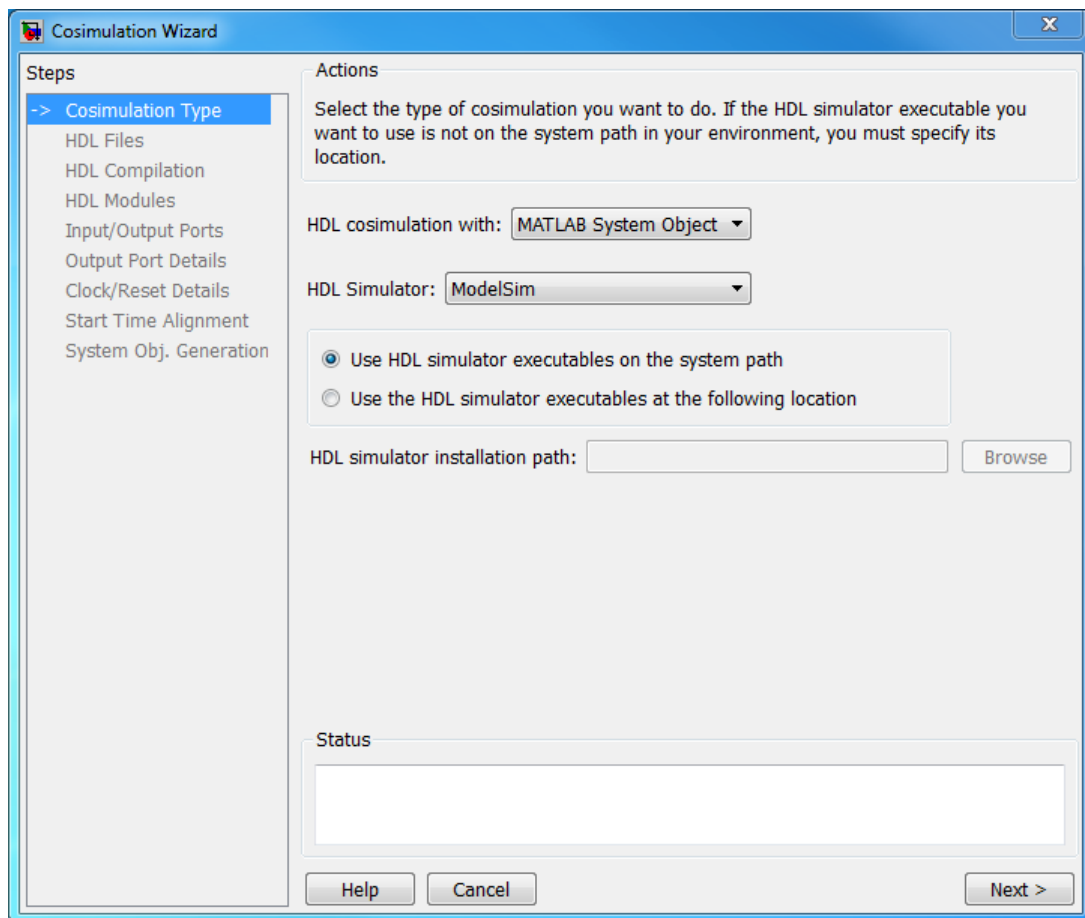 Cosimulation Wizard
X
Steps
-> Cosimulation Type
HDL Files
HDL Compilation
HDL Modules
Input/Output Ports
Output Port Details
Clock/Reset Details
Start Time Alignment
System Obj. Generation
Actions
Select the type of cosimulation you want to do. If the HDL simulator executable you
want to use is not on the system path in your environment, you must specify its
location.
HDL cosimulation with: MATLAB System Object
HDL Simulator: ModelSim
Use HDL simulator executables on the system path
Use the HDL simulator executables at the following location
HDL simulator installation path: Browse
Status
Help Cancel Next >